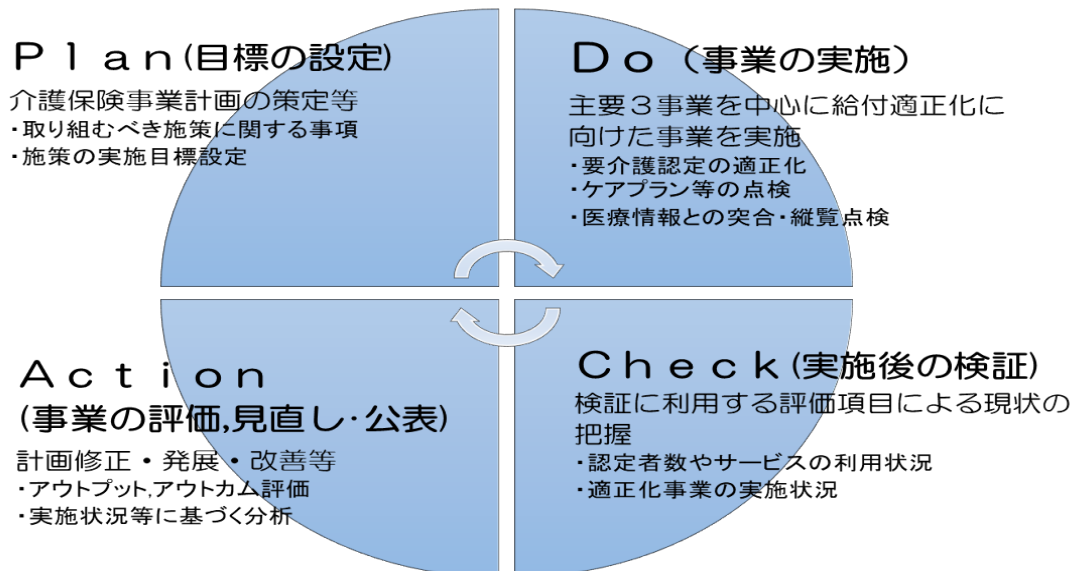 Ｐｌａｎ(目標の設定)
介護保険事業計画の策定等
・取り組むべき施策に関する事項
・施策の実施目標設定
Ｄｏ（事業の実施）
主要３事業を中心に給付適正化に
向けた事業を実施
・要介護認定の適正化
・ケアプラン等の点検
・医療情報との突合・縦覧点検
Ａｃｔｉｏｎ
(事業の評価,見直し・公表)
計画修正・発展・改善等
・アウトプット,アウトカム評価
・実施状況等に基づく分析
Ｃｈｅｃｋ(実施後の検証)
検証に利用する評価項目による現状の
把握
・認定者数やサービスの利用状況
・適正化事業の実施状況